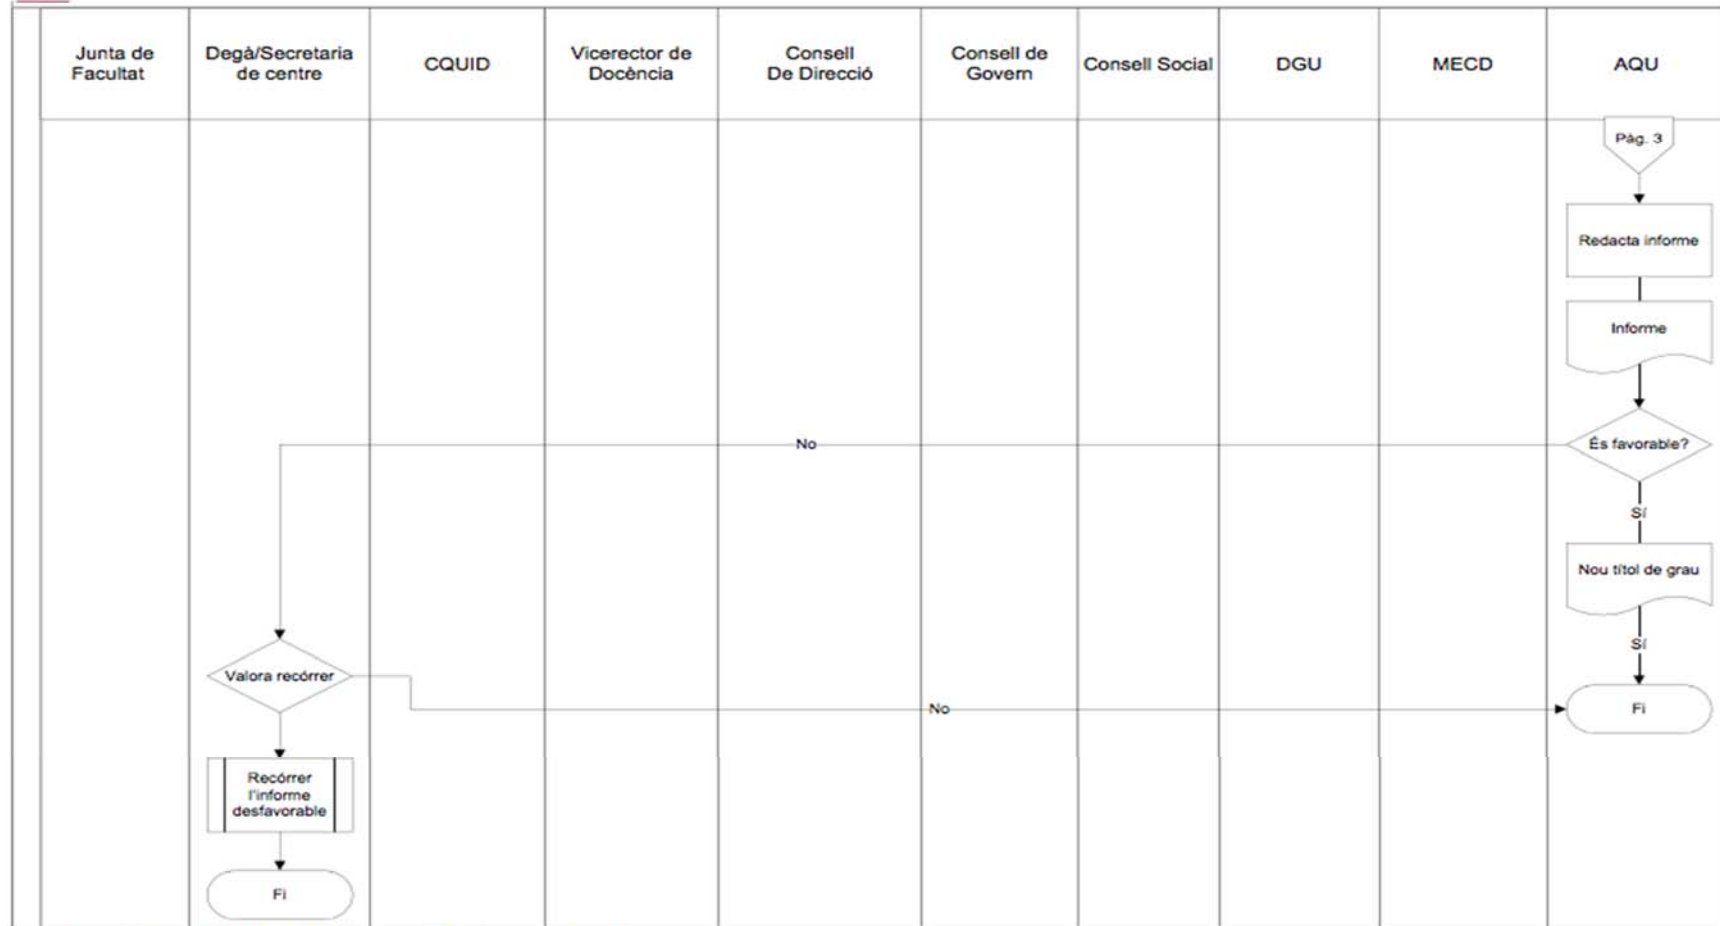 Junta de
Facultat
Degà/Secretaria
de centre
CQUID
Vicerector de
Docència
Consell
De Direcció
Consell de
Govern
Consell Social
DGU
MECD
AQU
Pàg. 3
Redacta informe
Informe
És favorable?
No
Sí
Nou títol de grau
Sí
Valora recórrer
No
Fi
Recórrer
l'informe
desfavorable
Fi